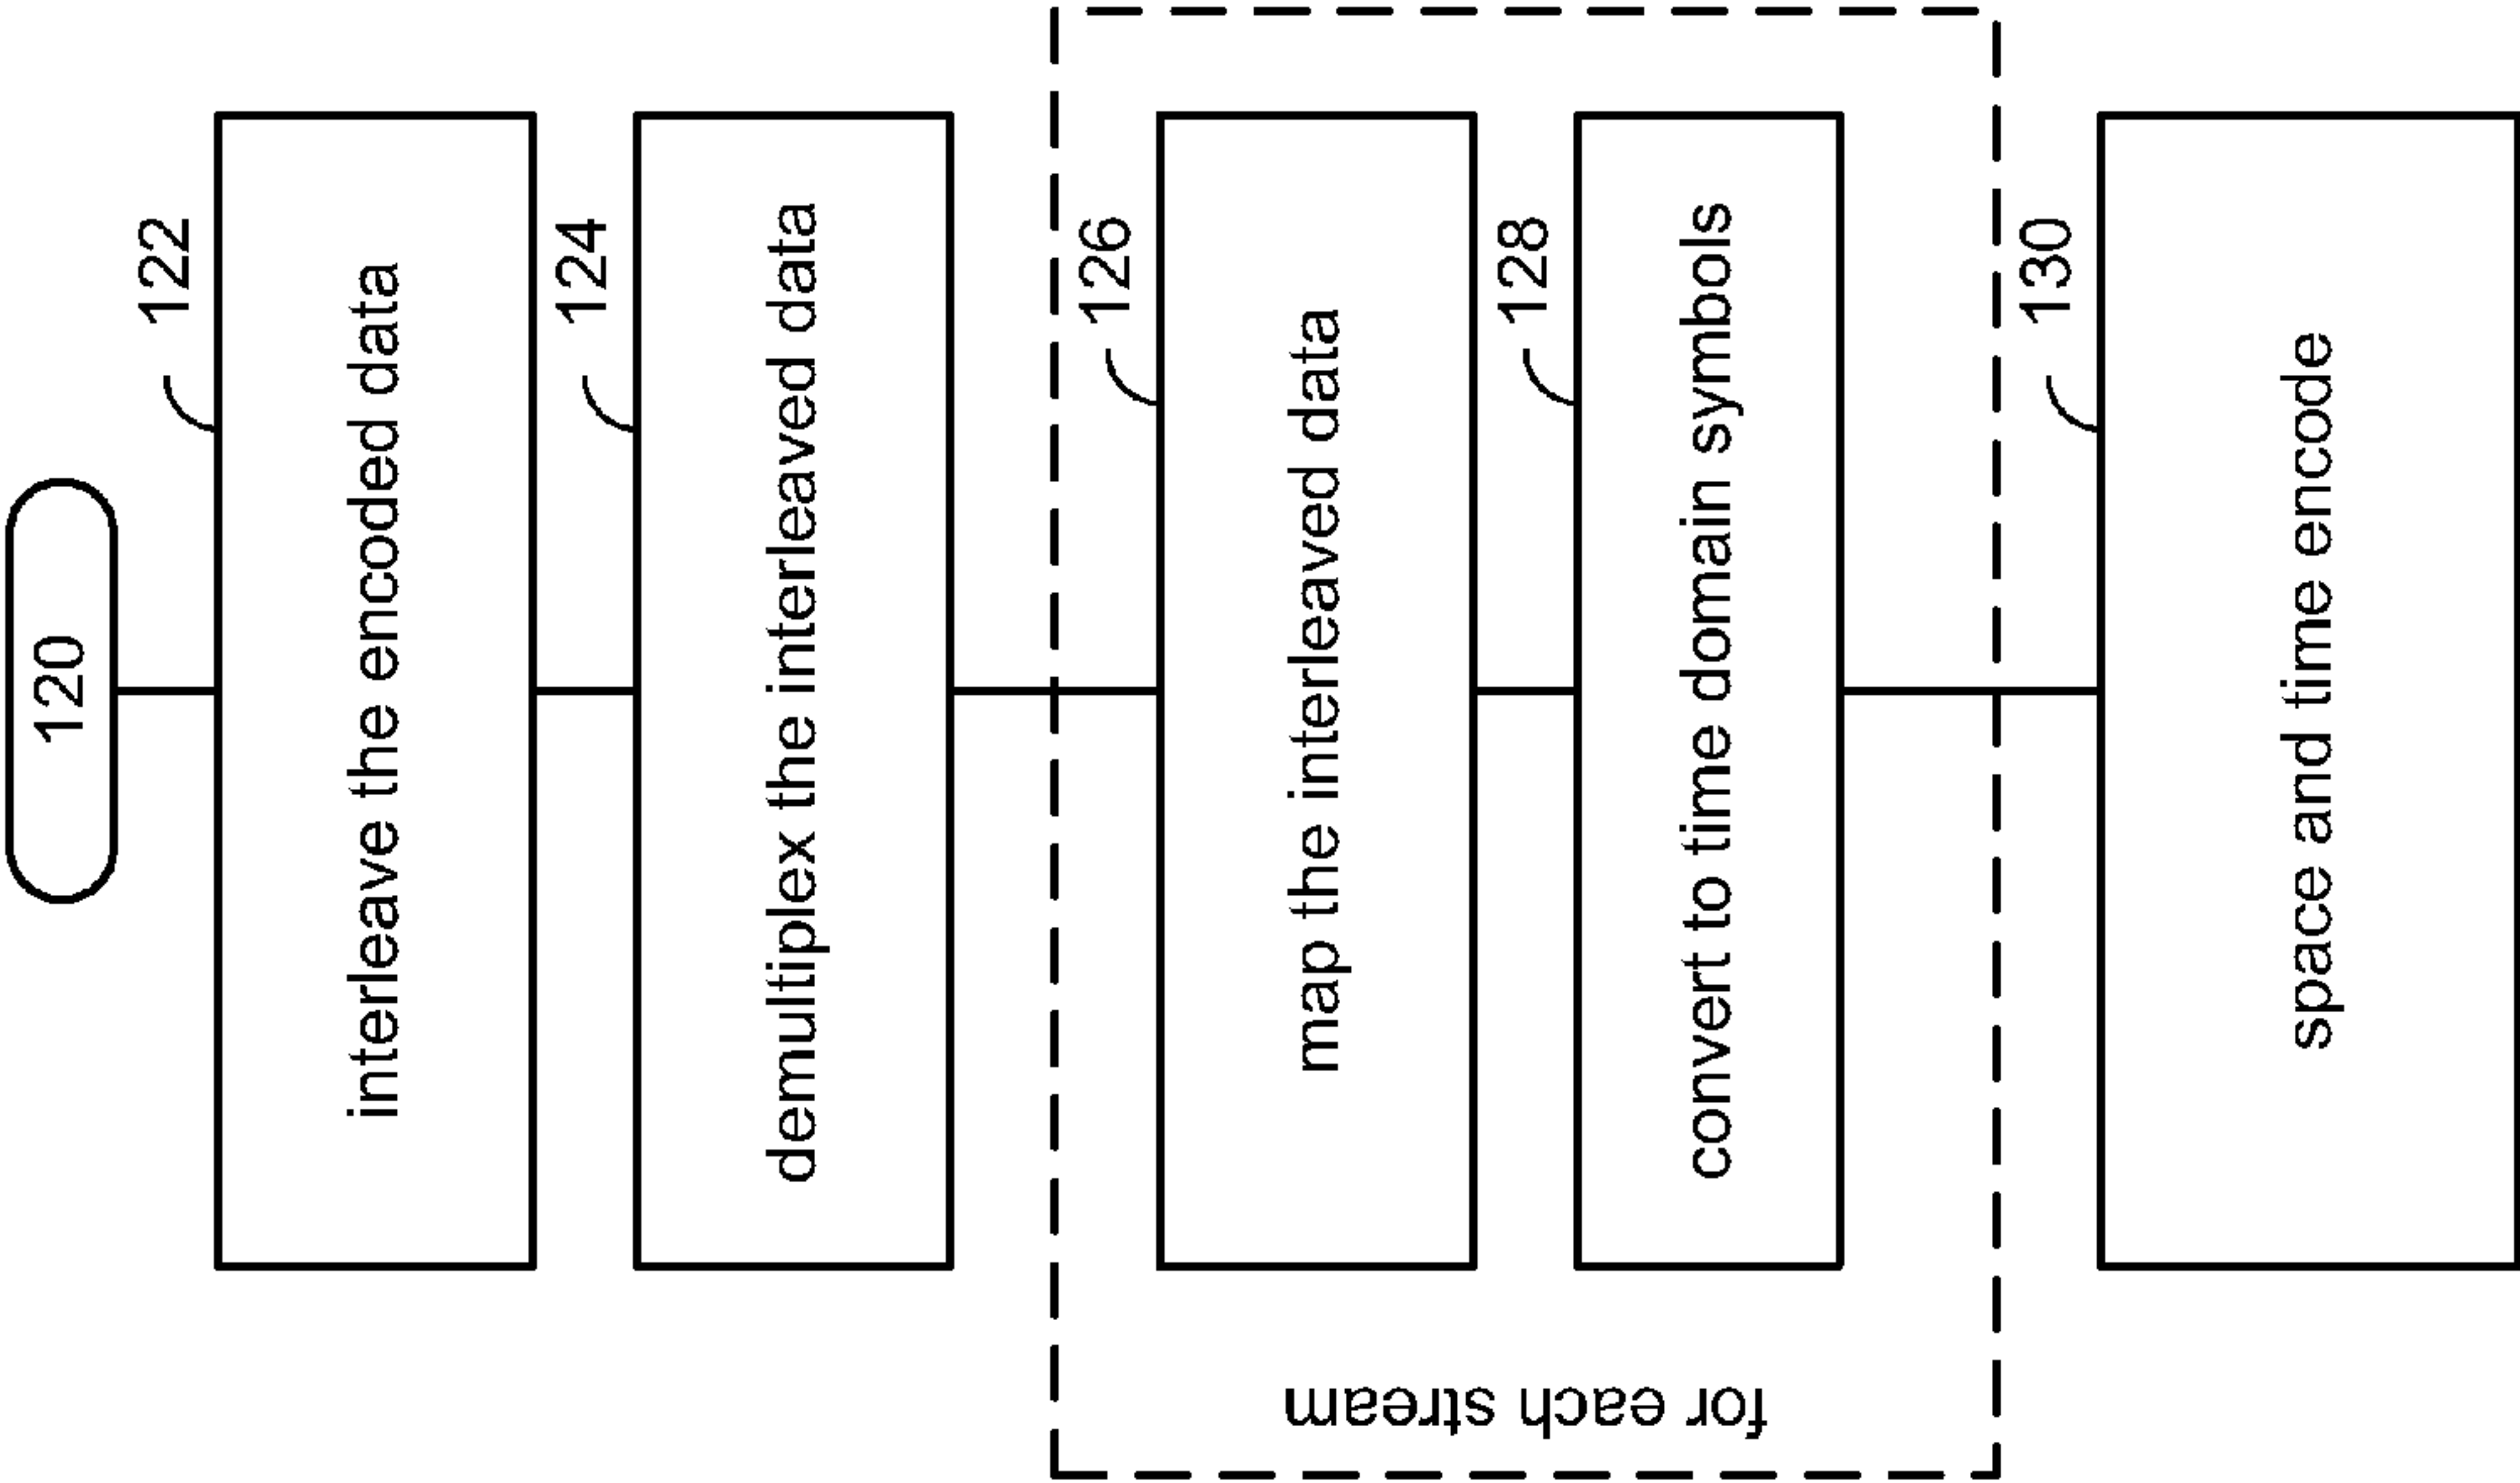 120
122
interleave the encoded data
124
demultiplex the interleaved data
for each stream
126
map the interleaved data
128
convert to time domain symbols
130
space and time encode